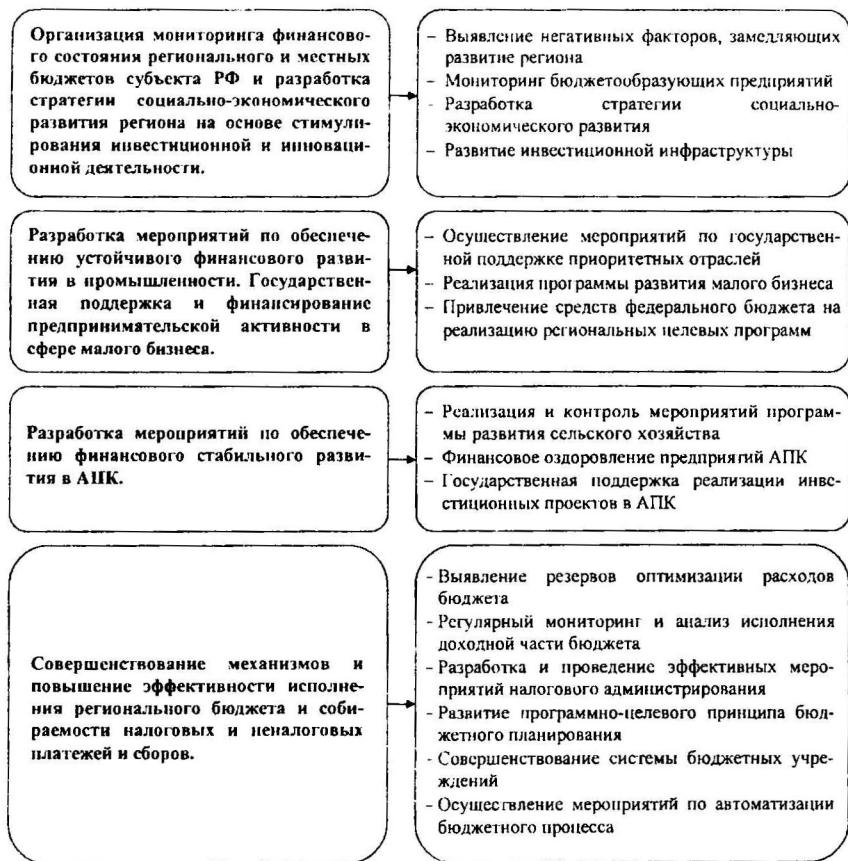 Организация мониторинга финансово-
го состояния регионального и местных
бюджетов субъекта РФ и разработка
стратегии социально-экономического
развития региона на основе стимули-
рования инвестиционной и инноваци-
онной деятельности.
– Выявление негативных факторов, замедляющих
развитие региона
– Мониторинг бюджетообразующих предприятий
– Разработка стратегии социально-
экономического развития
– Развитие инвестиционной инфраструктуры
Разработка мероприятий по обеспече-
нию устойчивого финансового разви-
тия в промышленности. Государствен-
ная поддержка и финансирование
предпринимательской активности в
сфере малого бизнеса.
– Осуществление мероприятий по государствен-
ной поддержке приоритетных отраслей
– Реализация программы развития малого бизнеса
– Привлечение средств федерального бюджета на
реализацию региональных целевых программ
Разработка мероприятий по обеспече-
нию финансового стабильного разви-
тия в АПК.
– Реализация и контроль мероприятий програм-
мы развития сельского хозяйства
– Финансовое оздоровление предприятий АПК
– Государственная поддержка реализации инве-
стиционных проектов в АПК
Совершенствование механизмов и
повышение эффективности исполне-
ния регионального бюджета и соби-
раемости налоговых и неналоговых
платежей и сборов.
- Выявление резервов оптимизации расходов
бюджета
- Регулярный мониторинг и анализ исполнения
доходной части бюджета
- Разработка и проведение эффективных меро-
приятий налогового администрирования
- Развитие программно-целевого принципа бюд-
жетного планирования
- Совершенствование системы бюджетных учре-
ждений
- Осуществление мероприятий по автоматизации
бюджетного процесса